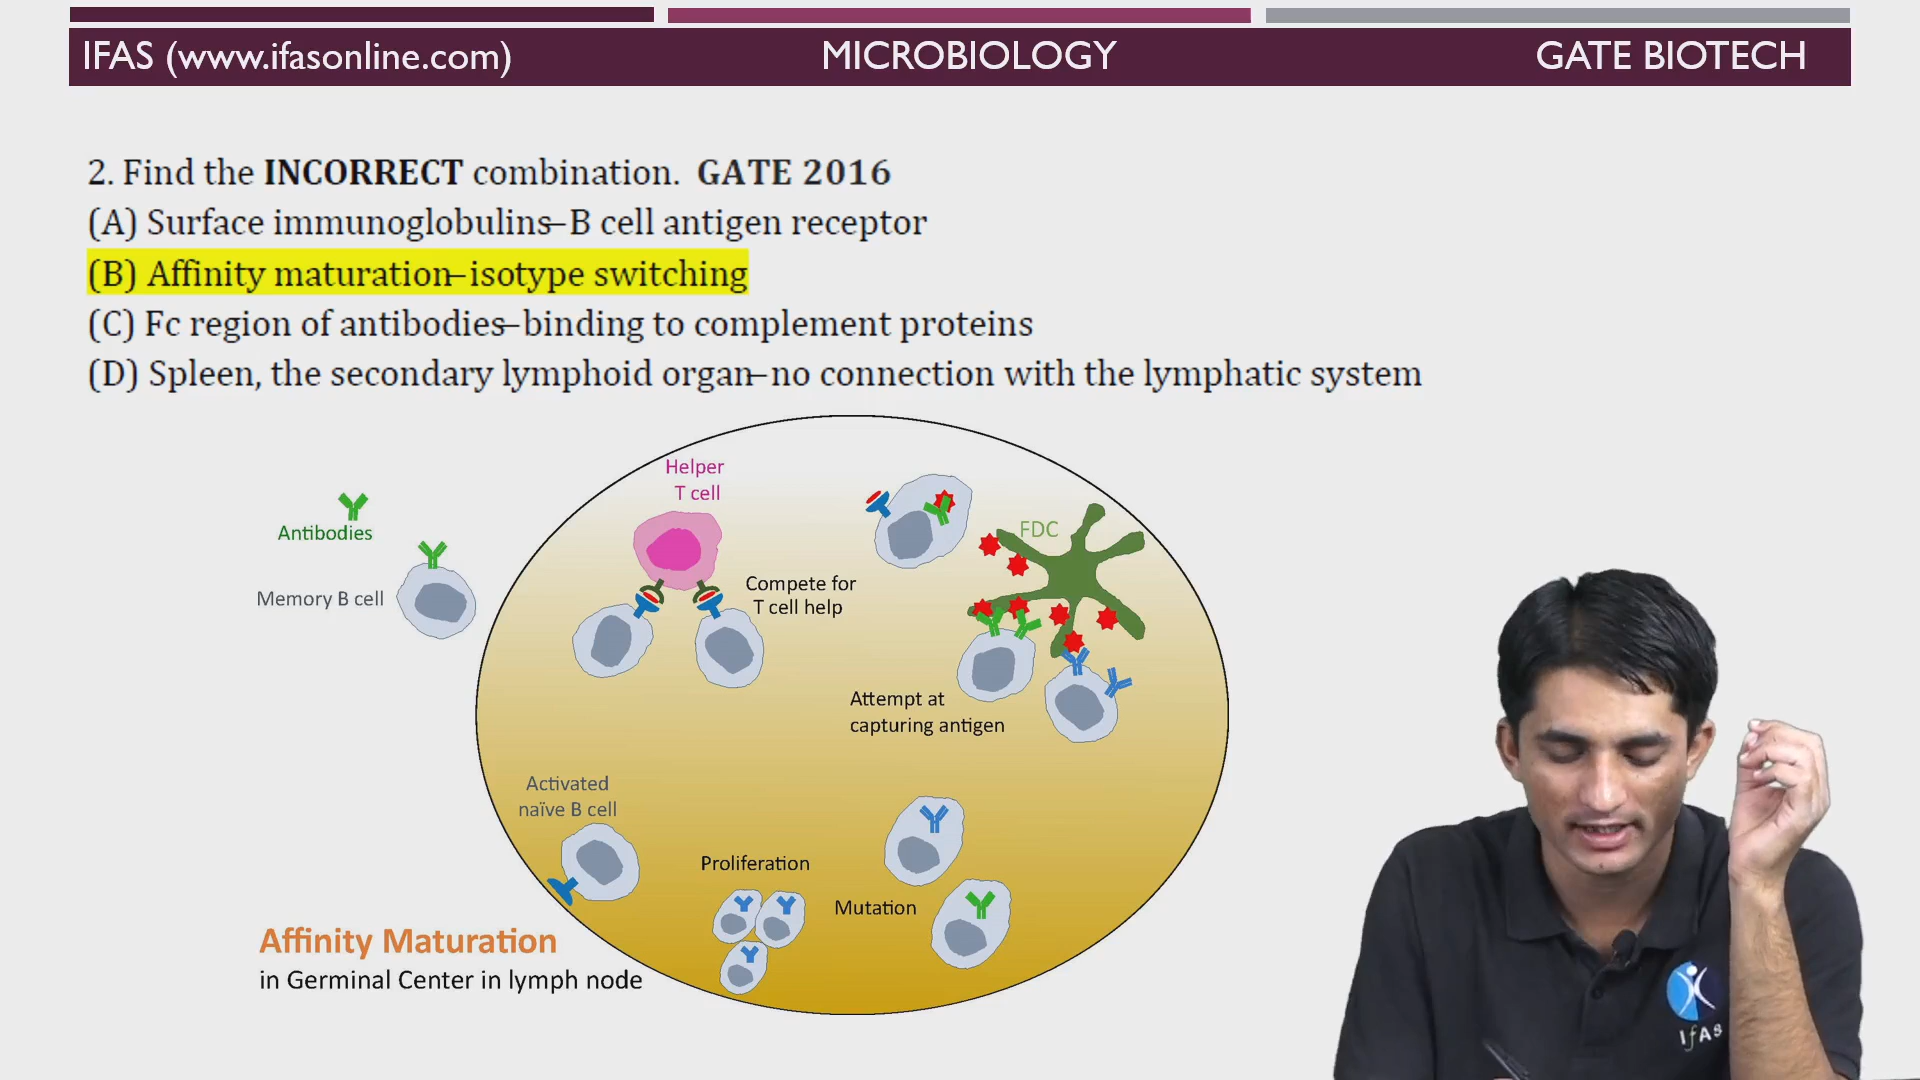 IFAS (www.ifasonline.com) MICROBIOLOGY GATE BIOTECH
2. Find the INCORRECT combination. GATE 2016
(A) Surface immunoglobulins–B cell antigen receptor
(B) Affinity maturation–isotype switching
(C) Fc region of antibodies–binding to complement proteins
(D) Spleen, the secondary lymphoid organ–no connection with the lymphatic system
Helper
T cell
Antibodies
FDC
Memory B cell
Compete for
T cell help
Attempt at
capturing antigen
Activated
naïve B cell
Proliferation
Mutation
Affinity Maturation
in Germinal Center in lymph node
IfAS